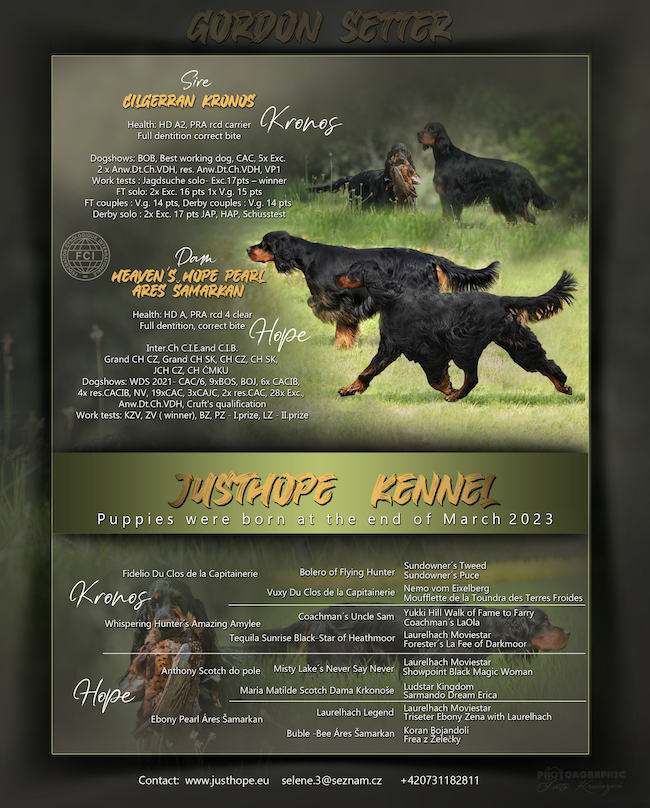 GORDON SETTER
Sire
CILGERRAN KRONOS
Health: HD A2, PRA rcd carrier
Full dentition correct bite
Kronos
Dogshows: BOB, Best working dog, CAC, 5x Exc.
2 x Anw.Dt.Ch.VDH, res. Anw.Dt.Ch.VDH, VP1
Work tests : Jagdsuche solo- Exc.17pts – winner
FT solo: 2x Exc. 16 pts 1x V.g. 15 pts
FT couples : V.g. 14 pts, Derby couples : V.g. 14 pts
Derby solo : 2x Exc. 17 pts JAP, HAP, Schusstest
FCI
Dam
HEAVEN´S HOPE PEARL
ARES SAMARKAN
Health: HD A, PRA rcd 4 clear
Full dentition, correct bite
Hope
Inter.Ch C.I.E.and C.I.B.
Grand CH CZ, Grand CH SK, CH CZ, CH SK,
JCH CZ, CH ČMKU
Dogshows: WDS 2021- CAC/6, 9xBOS, BOJ, 6x CACIB,
4x res.CACIB, NV, 19xCAC, 3xCAJC, 2x res.CAC, 28x Exc.,
Anw.Dt.Ch.VDH, Cruft's qualification
Work tests: KZV, ZV ( winner), BZ, PZ - I.prize, LZ - II.prize
JUSTHOPE KENNEL
Puppies were born at the end of March 2023
Kronos
Fidelio Du Clos de la Capitainerie
Bolero of Flying Hunter
Sundowner´s Tweed
Sundowner´s Puce
Vuxy Du Clos de la Capitainerie
Nemo vom Eixelberg
Moufflette de la Toundra des Terres Froides
Whispering Hunter's Amazing Amylee
Coachman´s Uncle Sam
Yukki Hill Walk of Fame to Farry
Coachman´s LaOla
Tequila Sunrise Black-Star of Heathmoor
Laurelhach Moviestar
Forester´s La Fee of Darkmoor
Hope
Anthony Scotch do pole
Misty Lake´s Never Say Never
Laurelhach Moviestar
Showpoint Black Magic Woman
Maria Matilde Scotch Dama Krkonoše
Ludstar Kingdom
Sarmando Dream Erica
Ebony Pearl Áres Šamarkan
Laurelhach Legend
Laurelhach Moviestar
Triseter Ebony Zena with Laurelhach
Buble -Bee Áres Šamarkan
Koran Bojandoli
Frea z Želečky
Contact: www.justhope.eu selene.3@seznam.cz +420731182811
PHOTOGRAPHIC